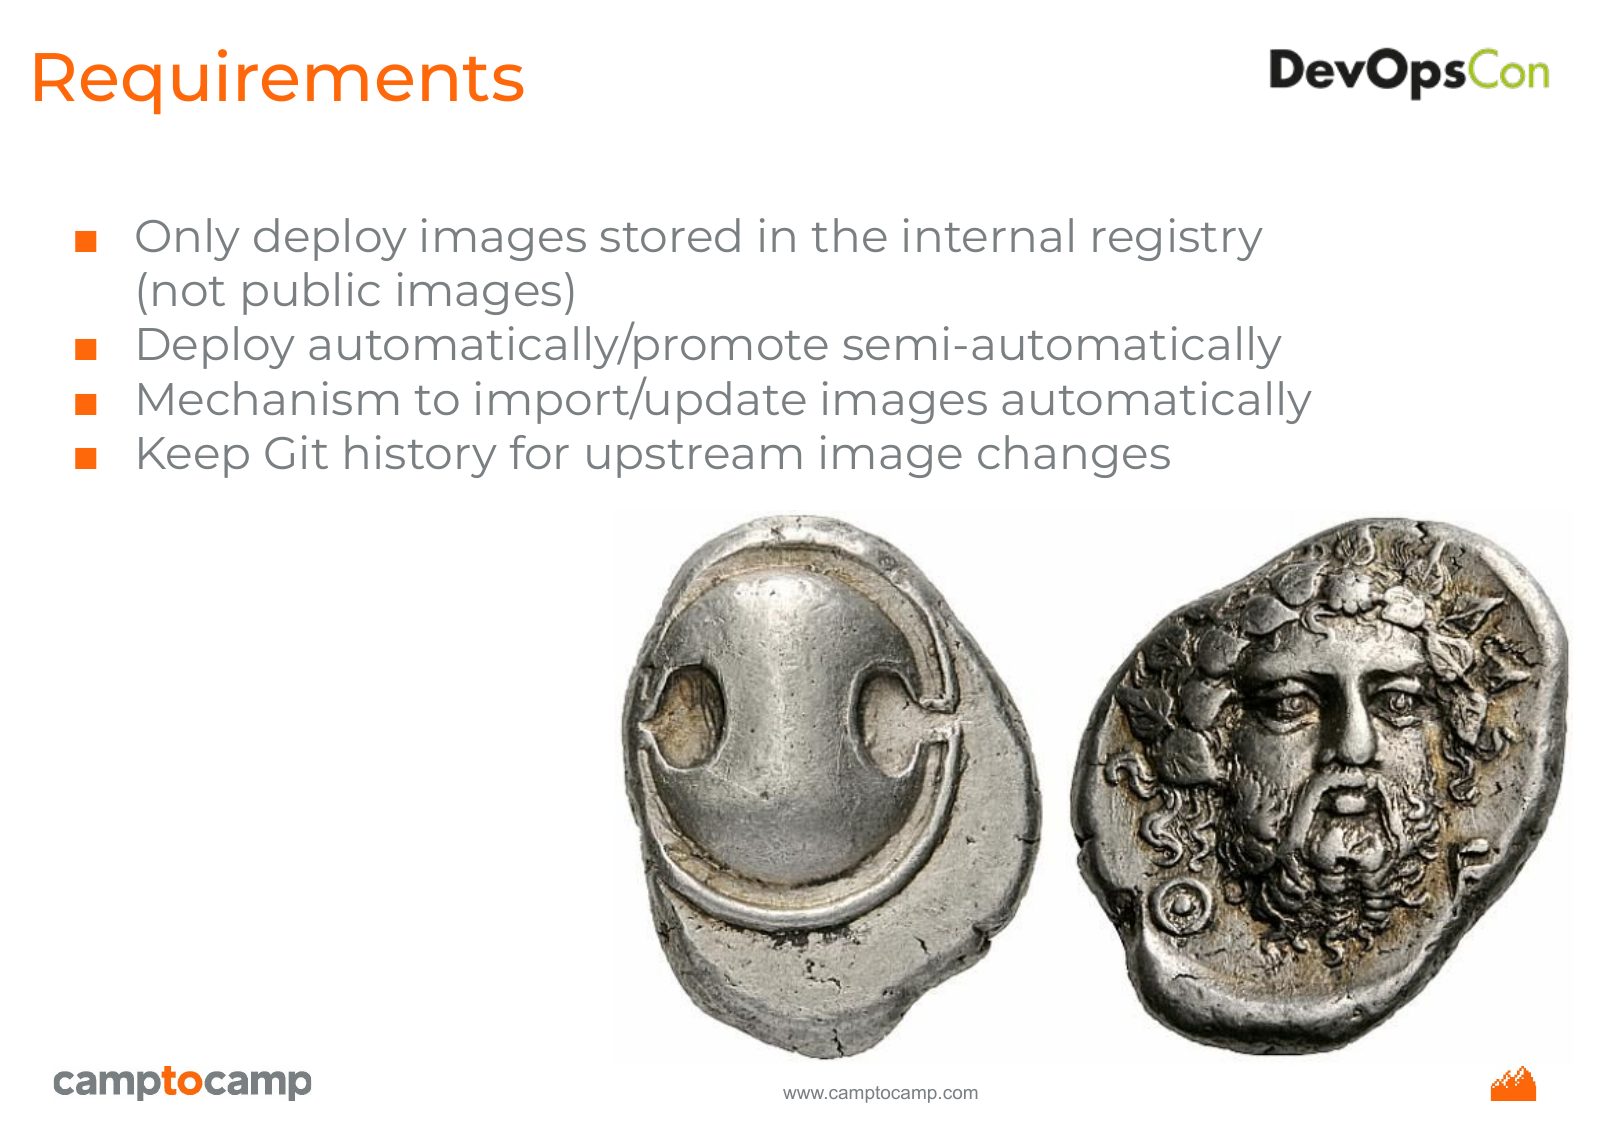 Requirements
DevOpsCon
Only deploy images stored in the internal registry
(not public images)
Deploy automatically/promote semi-automatically
Mechanism to import/update images automatically
Keep Git history for upstream image changes
camptocamp
www.camptocamp.com